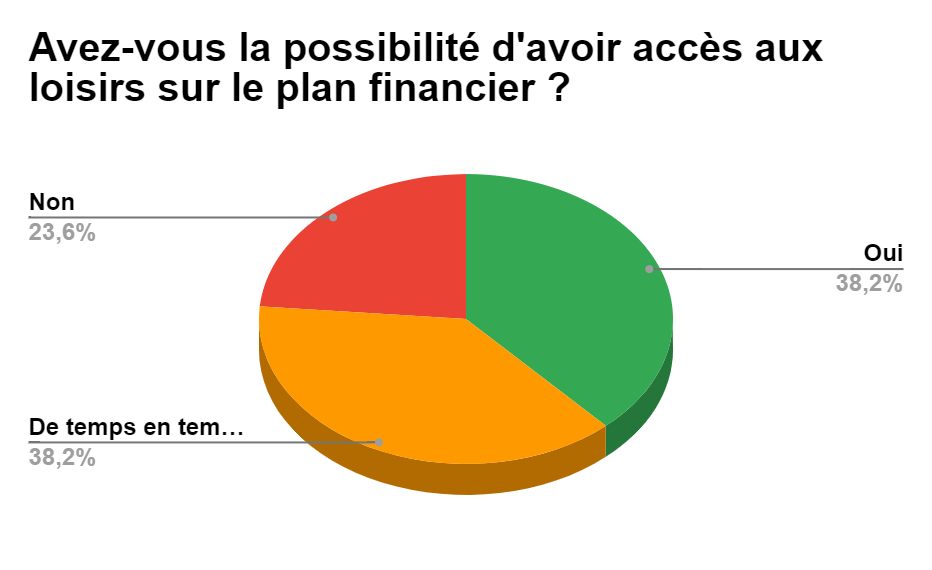 Avez-vous la possibilité d'avoir accès aux
loisirs sur le plan financier ?
Non
23,6%
Oui
38,2%
De temps en tem…
38,2%